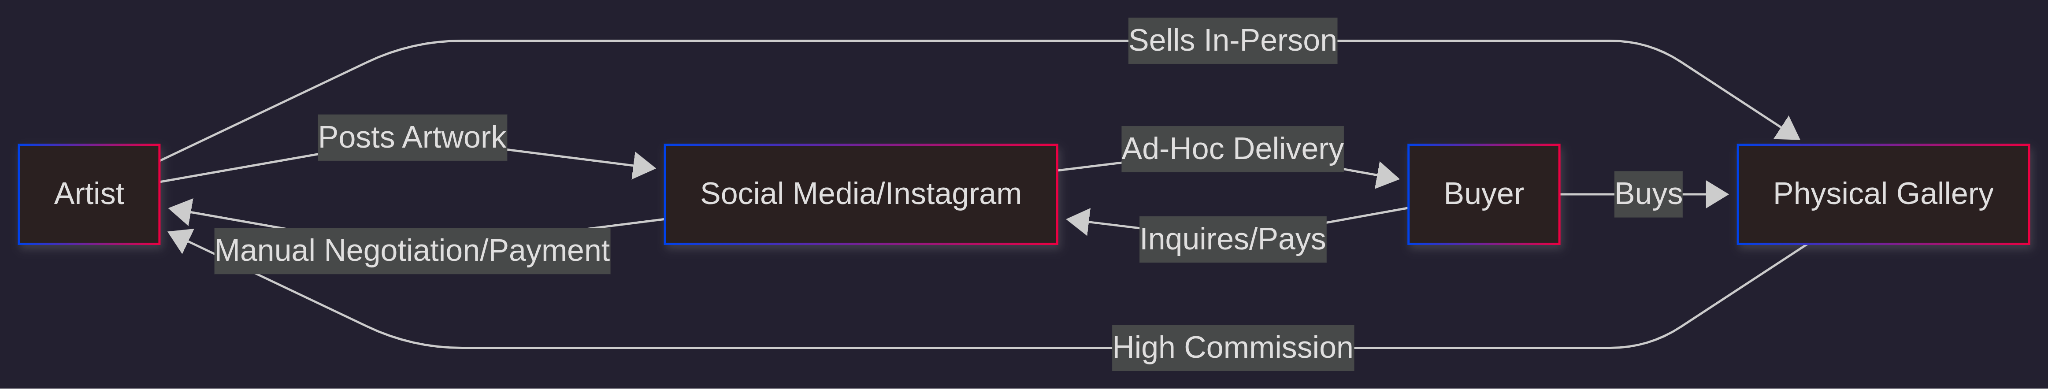 Sells In-Person
Posts Artwork
Ad-Hoc Delivery
Artist
Social Media/Instagram
Buyer
Buys
Physical Gallery
Manual Negotiation/Payment
Inquires/Pays
High Commission